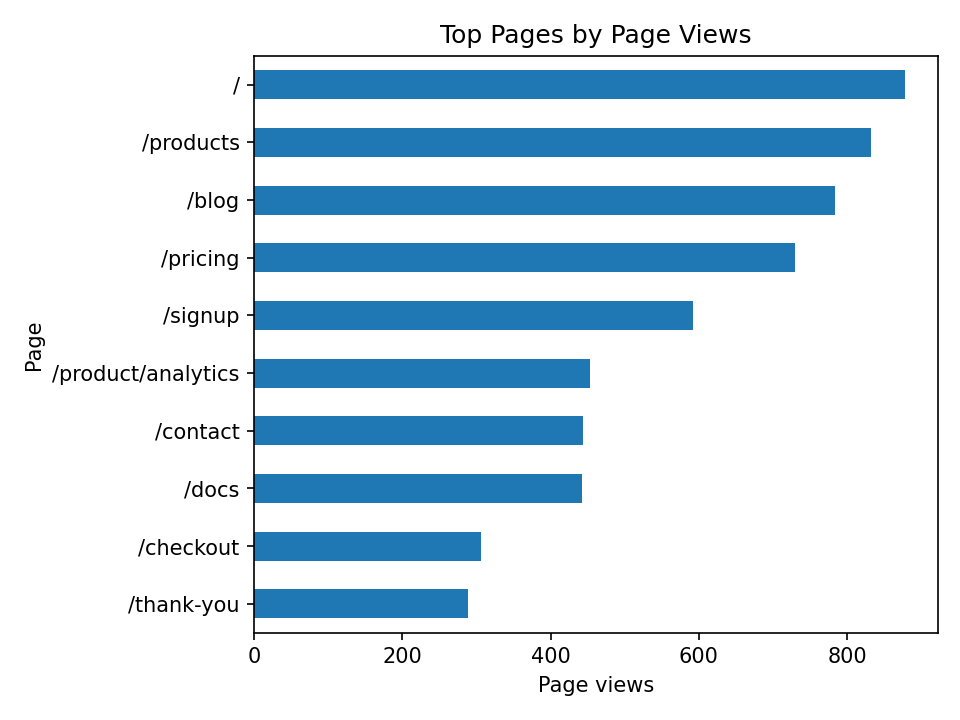 Top Pages by Page Views
/
/products
/blog
/pricing
/signup
/product/analytics
/contact
/docs
/checkout
/thank-you
Page
0 200 400 600 800
Page views